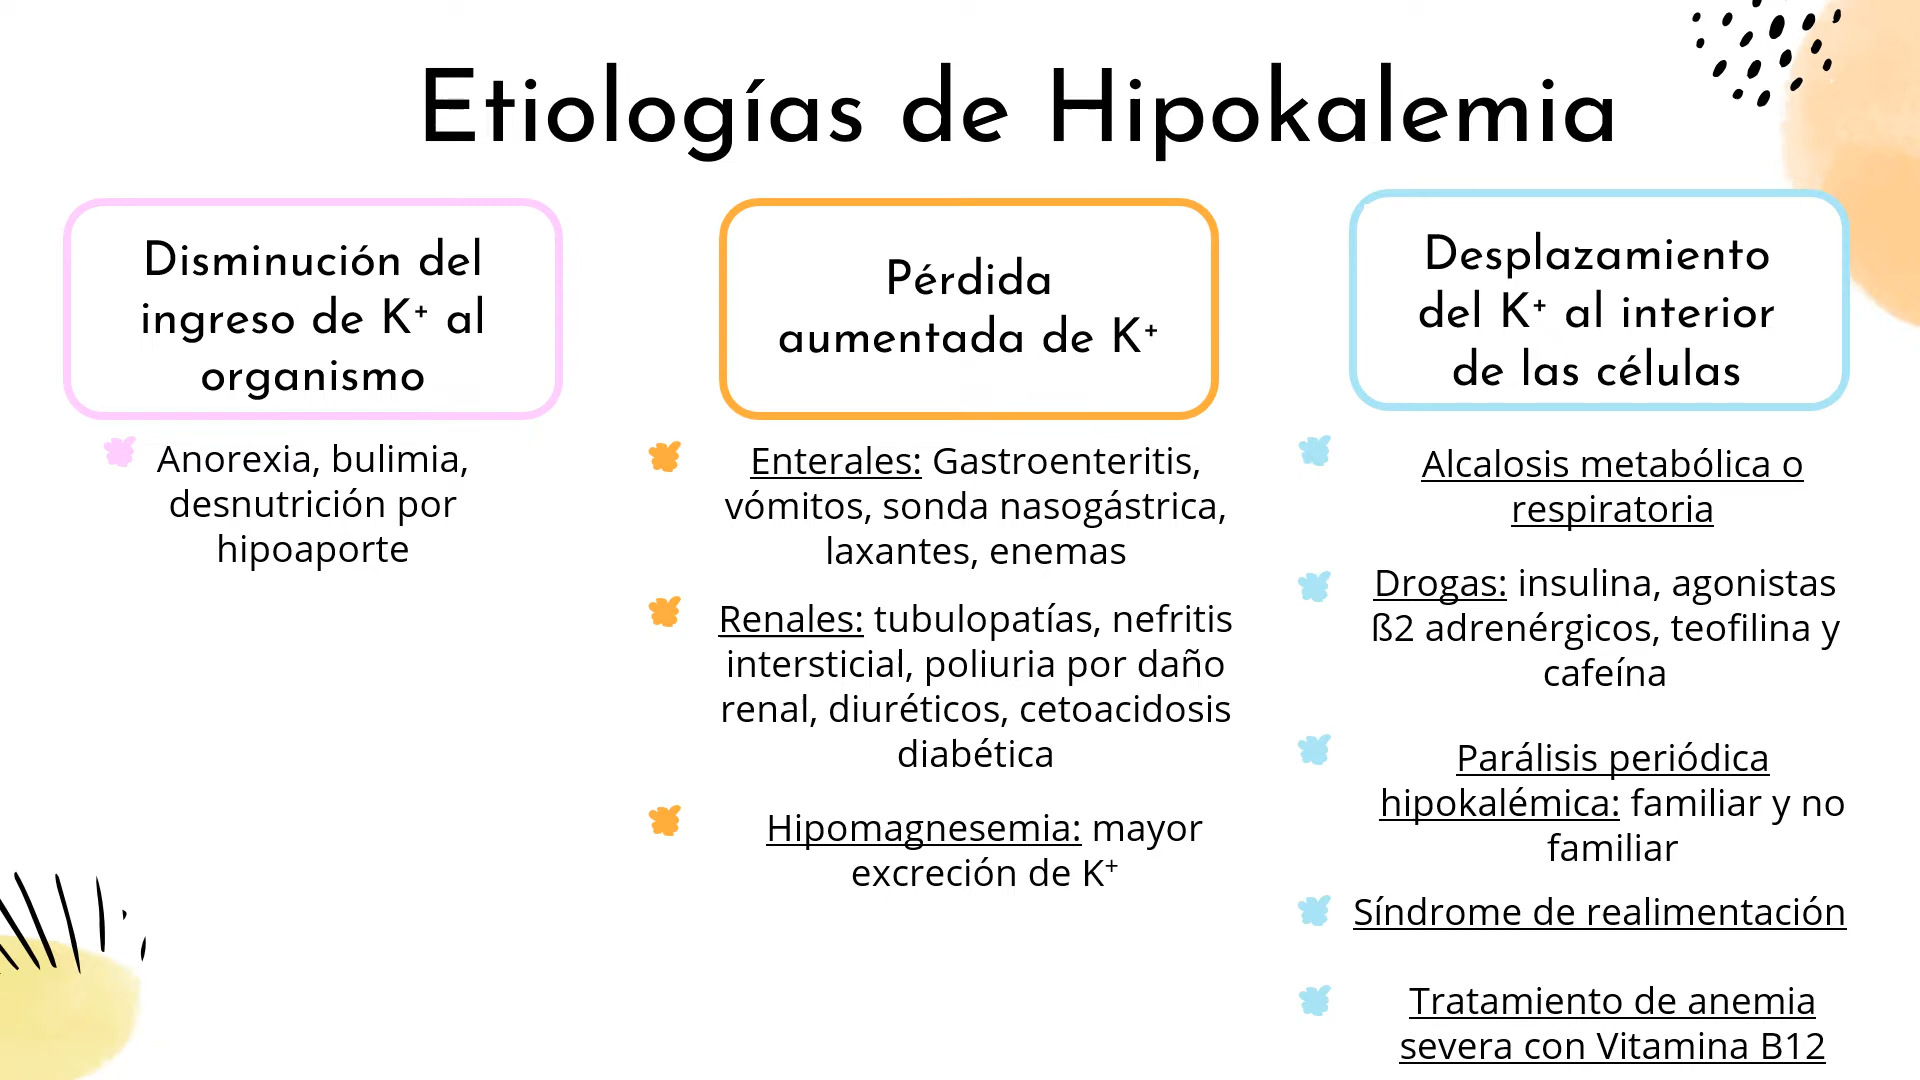 Etiologías de Hipokalemia
Disminución del
ingreso de K⁺ al
organismo
Anorexia, bulimia,
desnutrición por
hipoaporte
Pérdida
aumentada de K⁺
Enterales: Gastroenteritis,
vómitos, sonda nasogástrica,
laxantes, enemas
Renales: tubulopatías, nefritis
intersticial, poliuria por daño
renal, diuréticos, cetoacidosis
diabética
Hipomagnesemia: mayor
excreción de K⁺
Desplazamiento
del K⁺ al interior
de las células
Alcalosis metabólica o
respiratoria
Drogas: insulina, agonistas
ß2 adrenérgicos, teofilina y
cafeína
Parálisis periódica
hipokalémica: familiar y no
familiar
Síndrome de realimentación
Tratamiento de anemia
severa con Vitamina B12